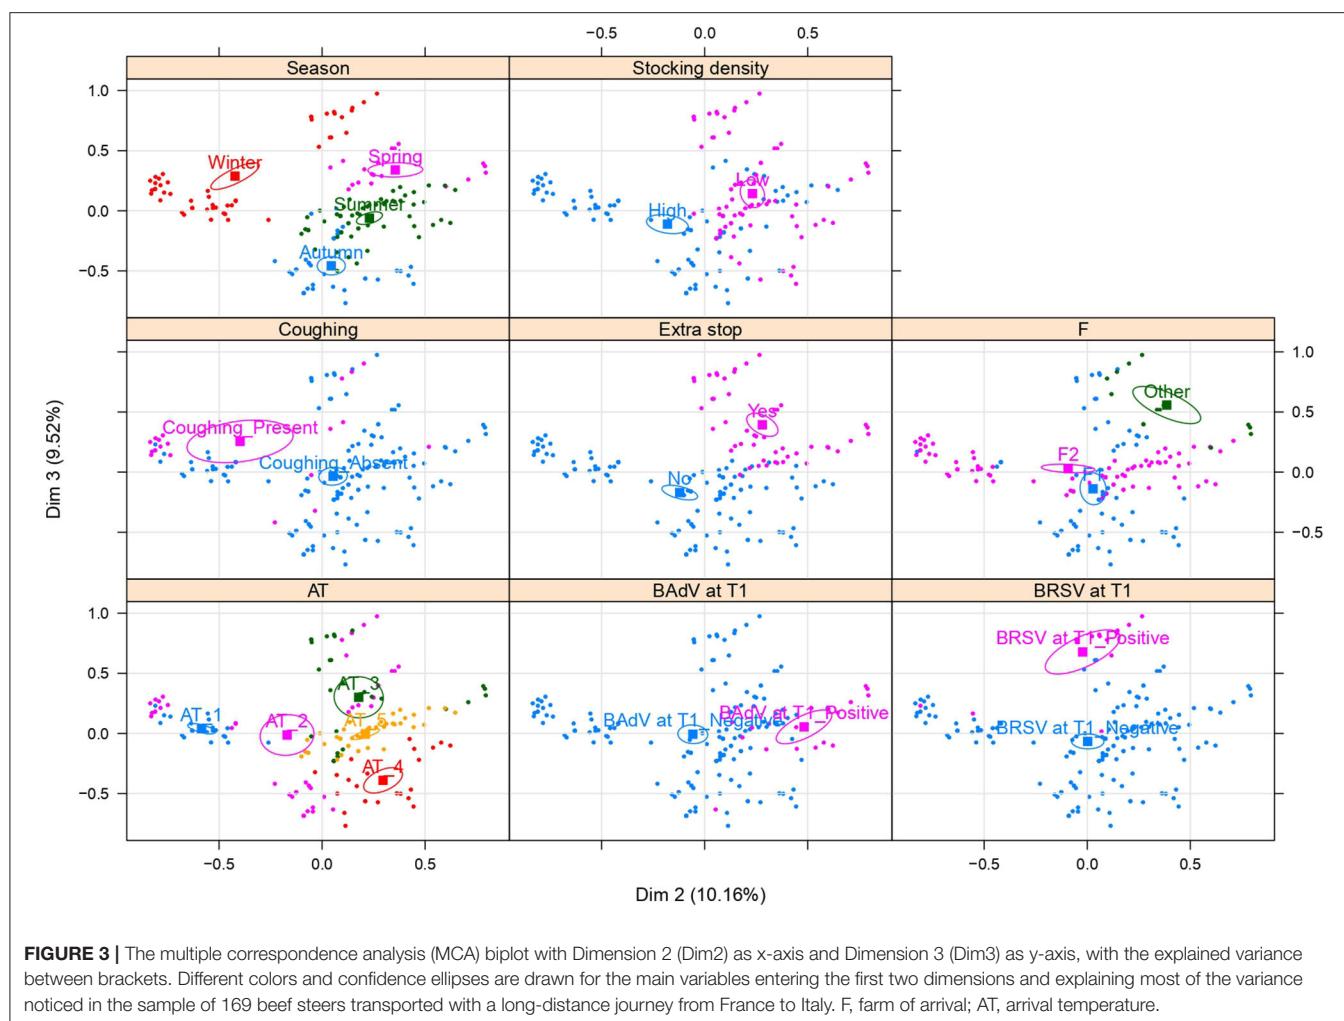 −0.5 0.0 0.5
Season Stocking density
1.0
0.5
0.0
−0.5
Winter Spring
Summer
Autumn
Low
High
Coughing Extra stop F
Coughing_Present
Coughing_Absent
Yes
No
Other
F2
F1
1.0
0.5
0.0
−0.5
Dim 3 (9.52%)
AT BAdV at T1 BRSV at T1
1.0
0.5
0.0
−0.5
AT_3
AT_1 AT_2 AT_5
AT_4
BAdV at T1_Negative BAdV at T1_Positive
BRSV at T1_Positive
BRSV at T1_Negative
−0.5 0.0 0.5 −0.5 0.0 0.5
Dim 2 (10.16%)
FIGURE 3 | The multiple correspondence analysis (MCA) biplot with Dimension 2 (Dim2) as x-axis and Dimension 3 (Dim3) as y-axis, with the explained variance
between brackets. Different colors and confidence ellipses are drawn for the main variables entering the first two dimensions and explaining most of the variance
noticed in the sample of 169 beef steers transported with a long-distance journey from France to Italy. F, farm of arrival; AT, arrival temperature.